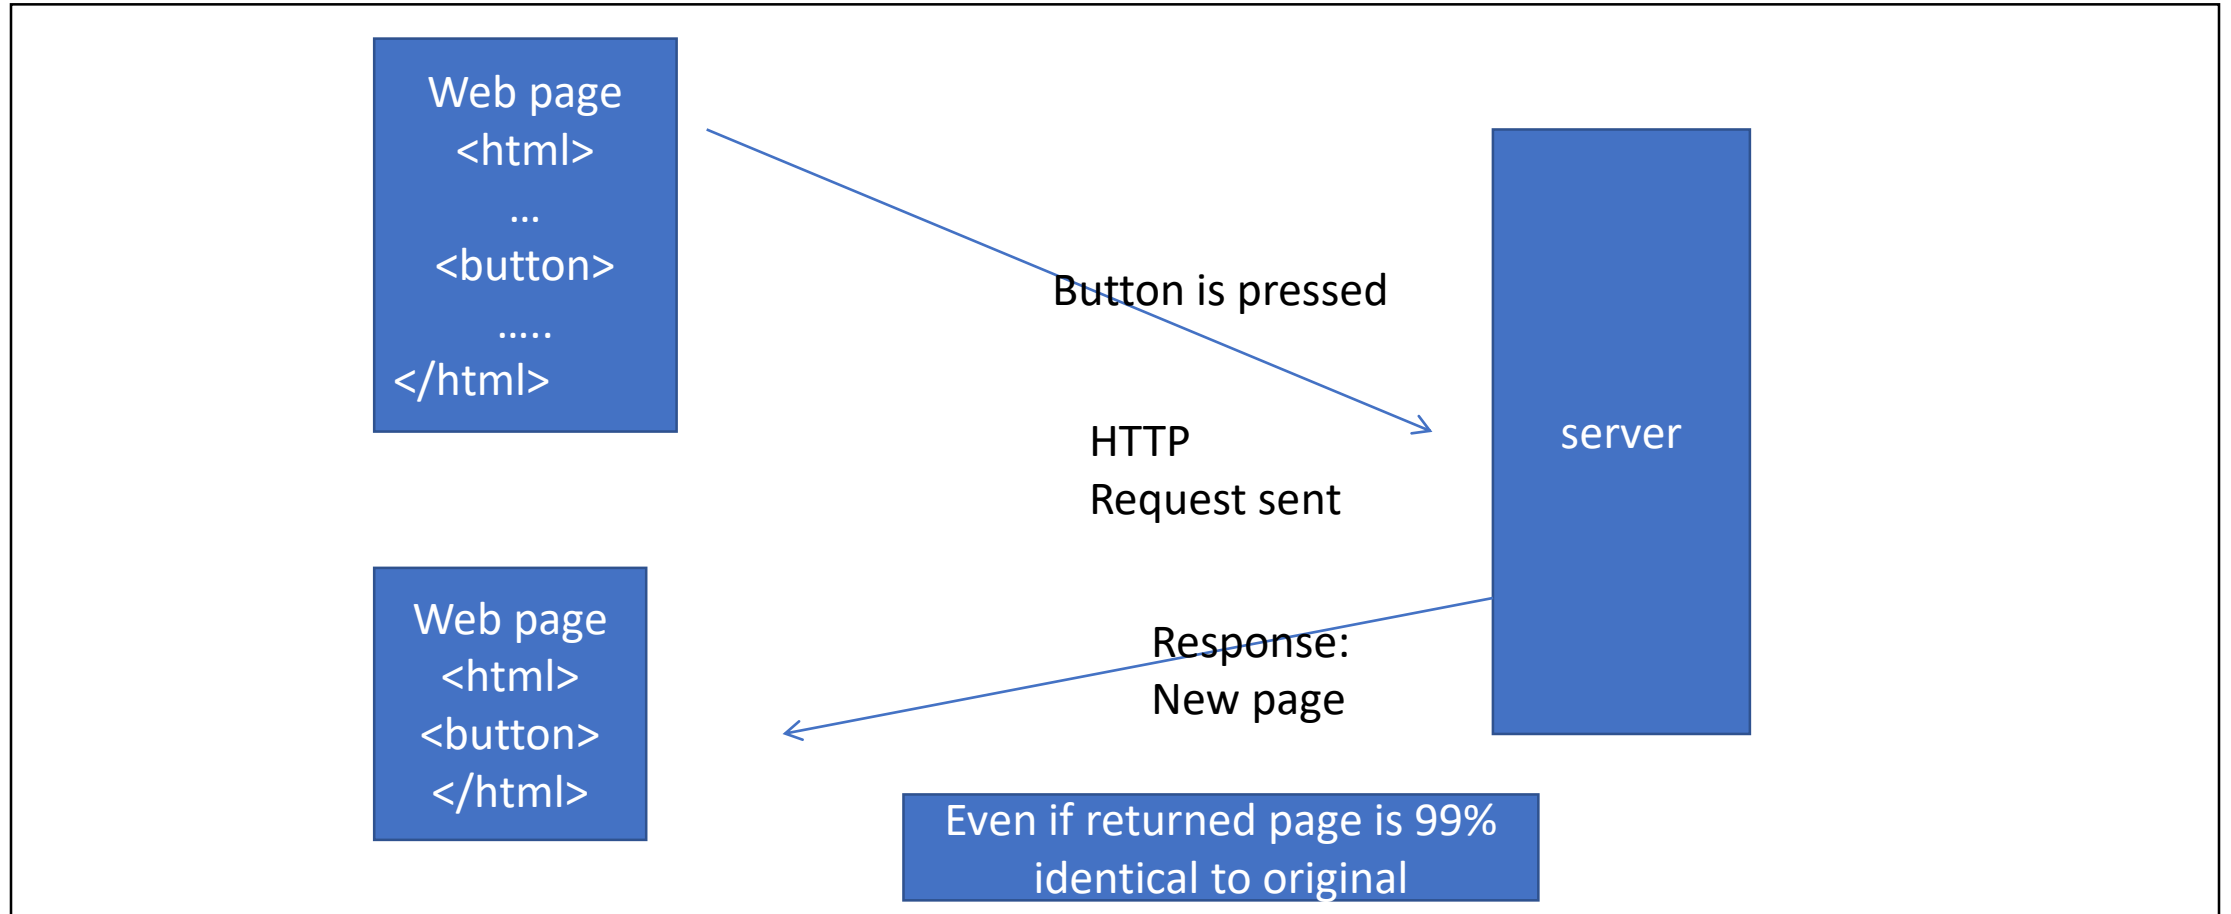 Web page
<html>
…
<button>
…..
</html>
Button is pressed
HTTP
Request sent
server
Web page
<html>
<button>
</html>
Response:
New page
Even if returned page is 99%
identical to original